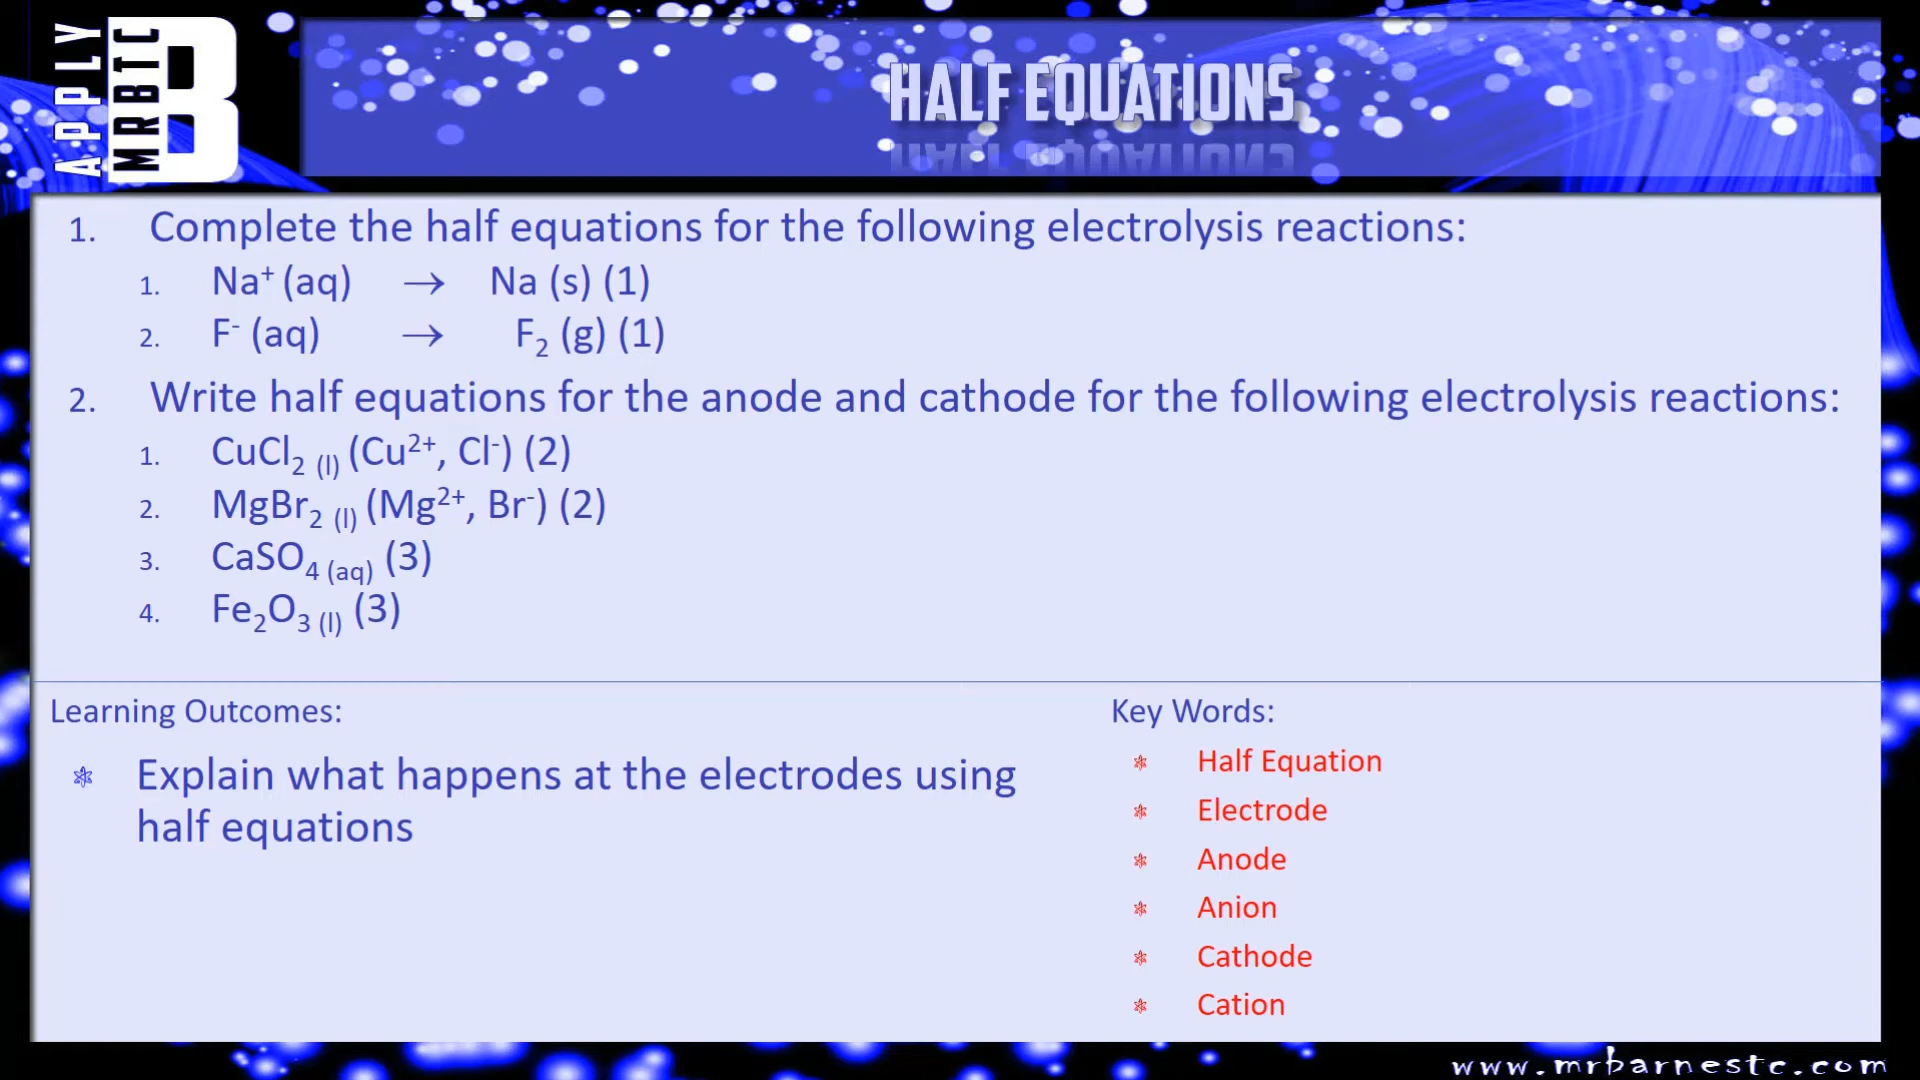 APPLY
MRBTC
B
HALF EQUATIONS
1. Complete the half equations for the following electrolysis reactions:
1. Na⁺ (aq) → Na (s) (1)
2. F⁻ (aq) → F₂ (g) (1)
2. Write half equations for the anode and cathode for the following electrolysis reactions:
1. CuCl₂ (l) (Cu²⁺, Cl⁻) (2)
2. MgBr₂ (l) (Mg²⁺, Br⁻) (2)
3. CaSO₄ (aq) (3)
4. Fe₂O₃ (l) (3)
Learning Outcomes:
Explain what happens at the electrodes using
half equations
Key Words:
Half Equation
Electrode
Anode
Anion
Cathode
Cation
www.mrbarnestc.com